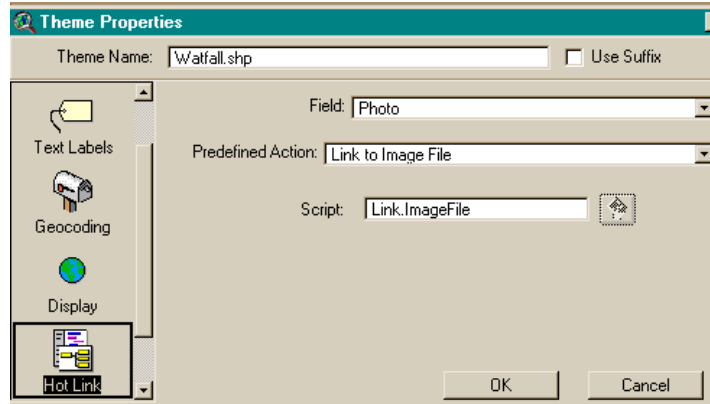 Theme Properties
Theme Name: Watfall.shp Use Suffix
Field: Photo
Text Labels
Predefined Action: Link to Image File
Script: Link.ImageFile
Geocoding
Display
Hot Link
OK Cancel